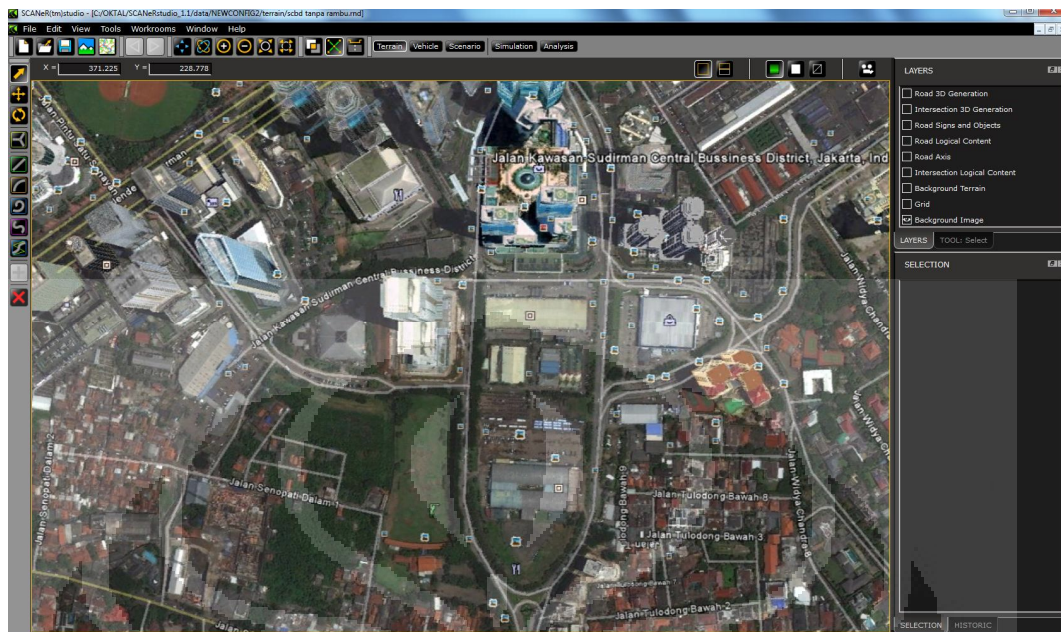 SCANeR(tm)studio - [C:/OKTAL/SCANeRstudio_1.1/data/NEWCONFIG2/terrain/scbd tanpa rambu.rnd]
File Edit View Tools Workrooms Window Help
Terrain Vehicle Scenario Simulation Analysis
X = 371.225 Y = 228.778
LAYERS
Road 3D Generation
Intersection 3D Generation
Road Signs and Objects
Road Logical Content
Road Axis
Intersection Logical Content
Background Terrain
Grid
Background Image
LAYERS TOOL: Select
SELECTION
SELECTION HISTORIC
Jalan Kawasan Sudirman Central Bussiness District, Jakarta, Ind
Jalan Kawasan Sudirman Central Bussiness District
Jalan Widya Chandra
Jalan Senopati Dalam 2
Jalan Senopati Dalam 1
Jalan Tulodong Bawah 8
Jalan Tulodong Bawah 3
Jalan Widya Chandra 8
Jalan Tulodong Bawah 2